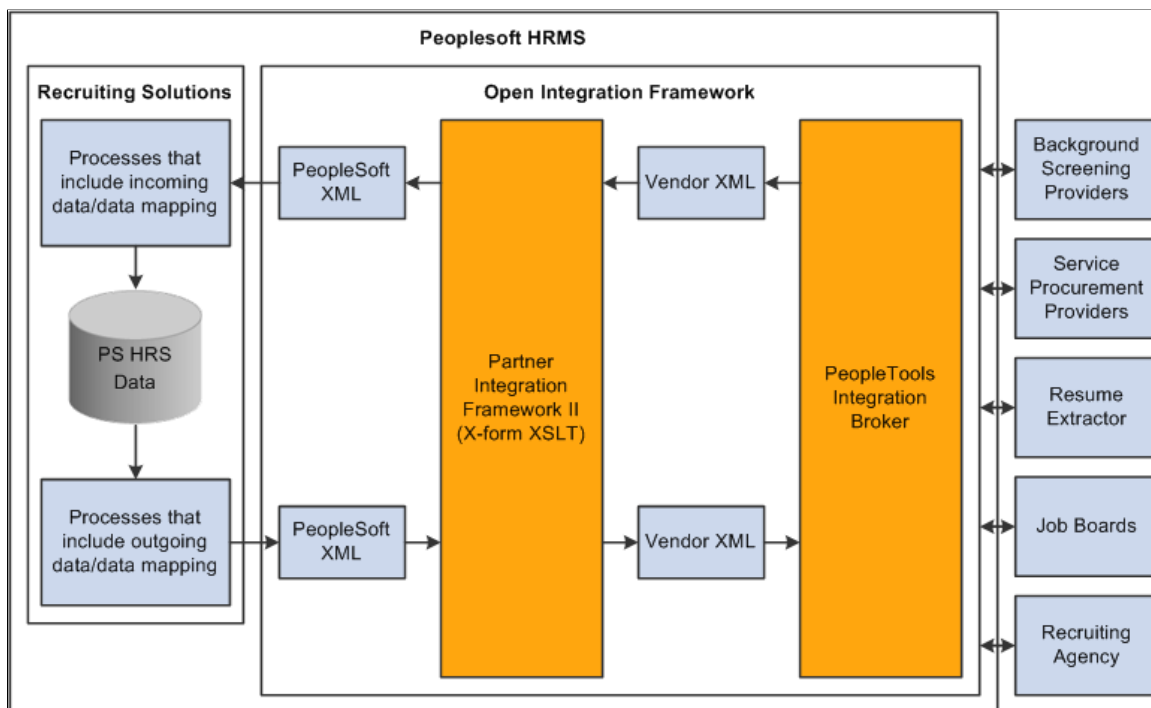 Peoplesoft HRMS
Recruiting Solutions
Open Integration Framework
Processes that
include incoming
data/data mapping
PS HRS
Data
Processes that
include outgoing
data/data mapping
PeopleSoft
XML
PeopleSoft
XML
Partner
Integration
Framework II
(X-form XSLT)
Vendor XML
Vendor XML
PeopleTools
Integration
Broker
Background
Screening
Providers
Service
Procurement
Providers
Resume
Extractor
Job Boards
Recruiting
Agency